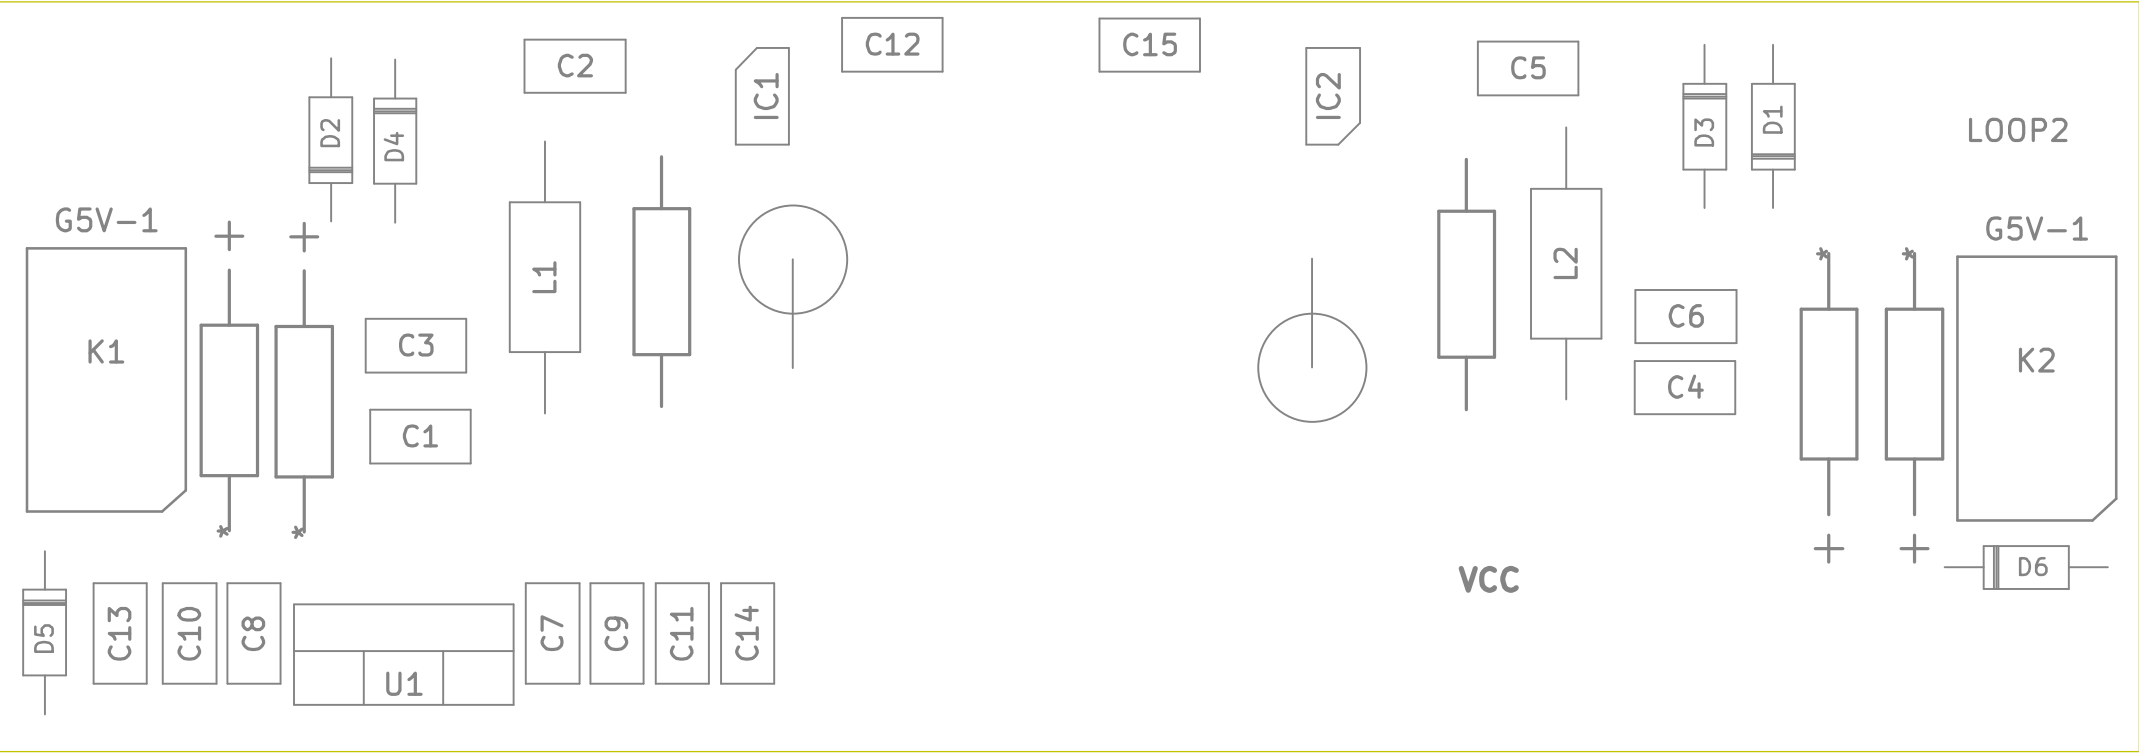 C2
C12
C15
C5
IC1
IC2
D2
D4
D3
D1
LOOP2
G5V-1
G5V-1
+
+
*
*
L1
L2
K1
C3
C6
K2
C4
C1
*
*
+
+
VCC
D6
D5
C13
C10
C8
U1
C7
C9
C11
C14